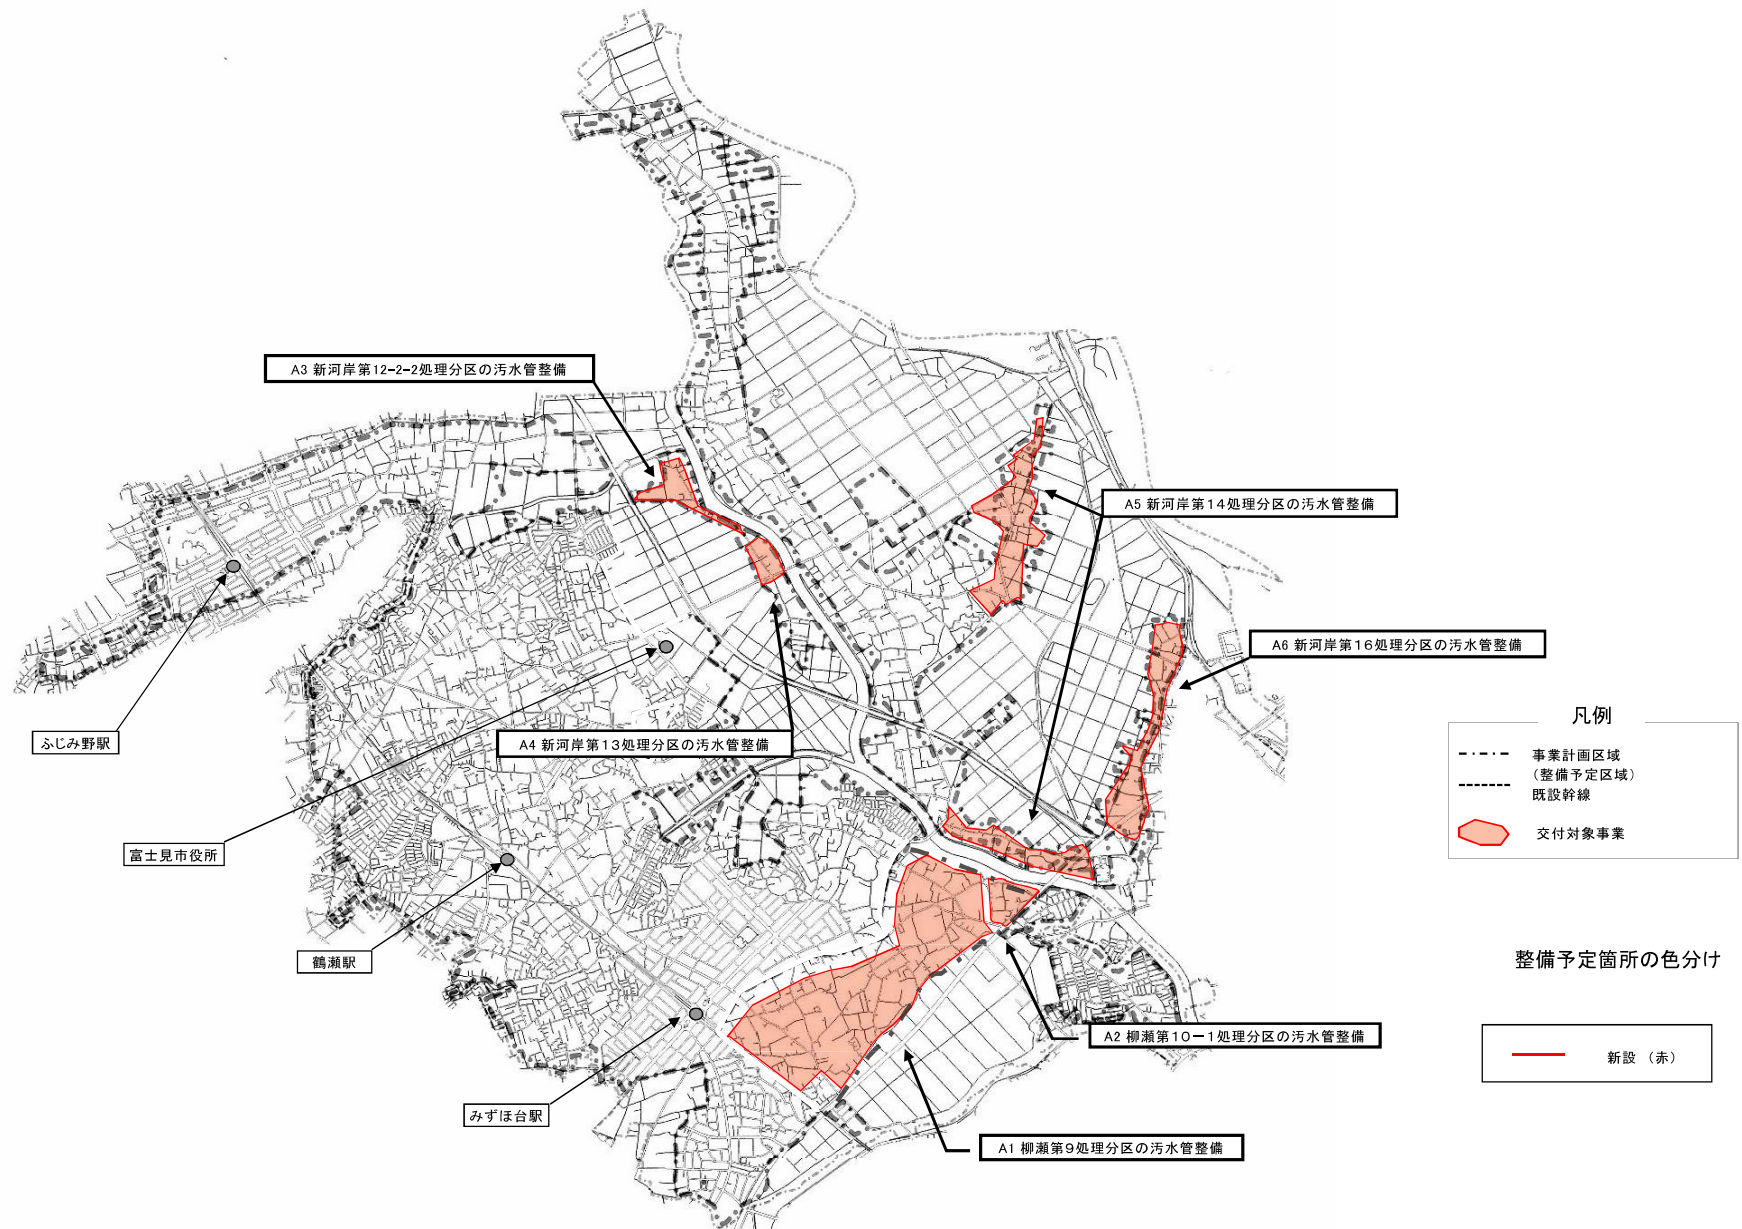 A3 新河岸第12-2-2処理分区の汚水管整備
A5 新河岸第14処理分区の汚水管整備
A6 新河岸第16処理分区の汚水管整備
ふじみ野駅
A4 新河岸第13処理分区の汚水管整備
富士見市役所
鶴瀬駅
A2 柳瀬第10－1処理分区の汚水管整備
みずほ台駅
A1 柳瀬第9処理分区の汚水管整備
凡例
事業計画区域
（整備予定区域）
既設幹線
交付対象事業
整備予定箇所の色分け
新設 （赤）